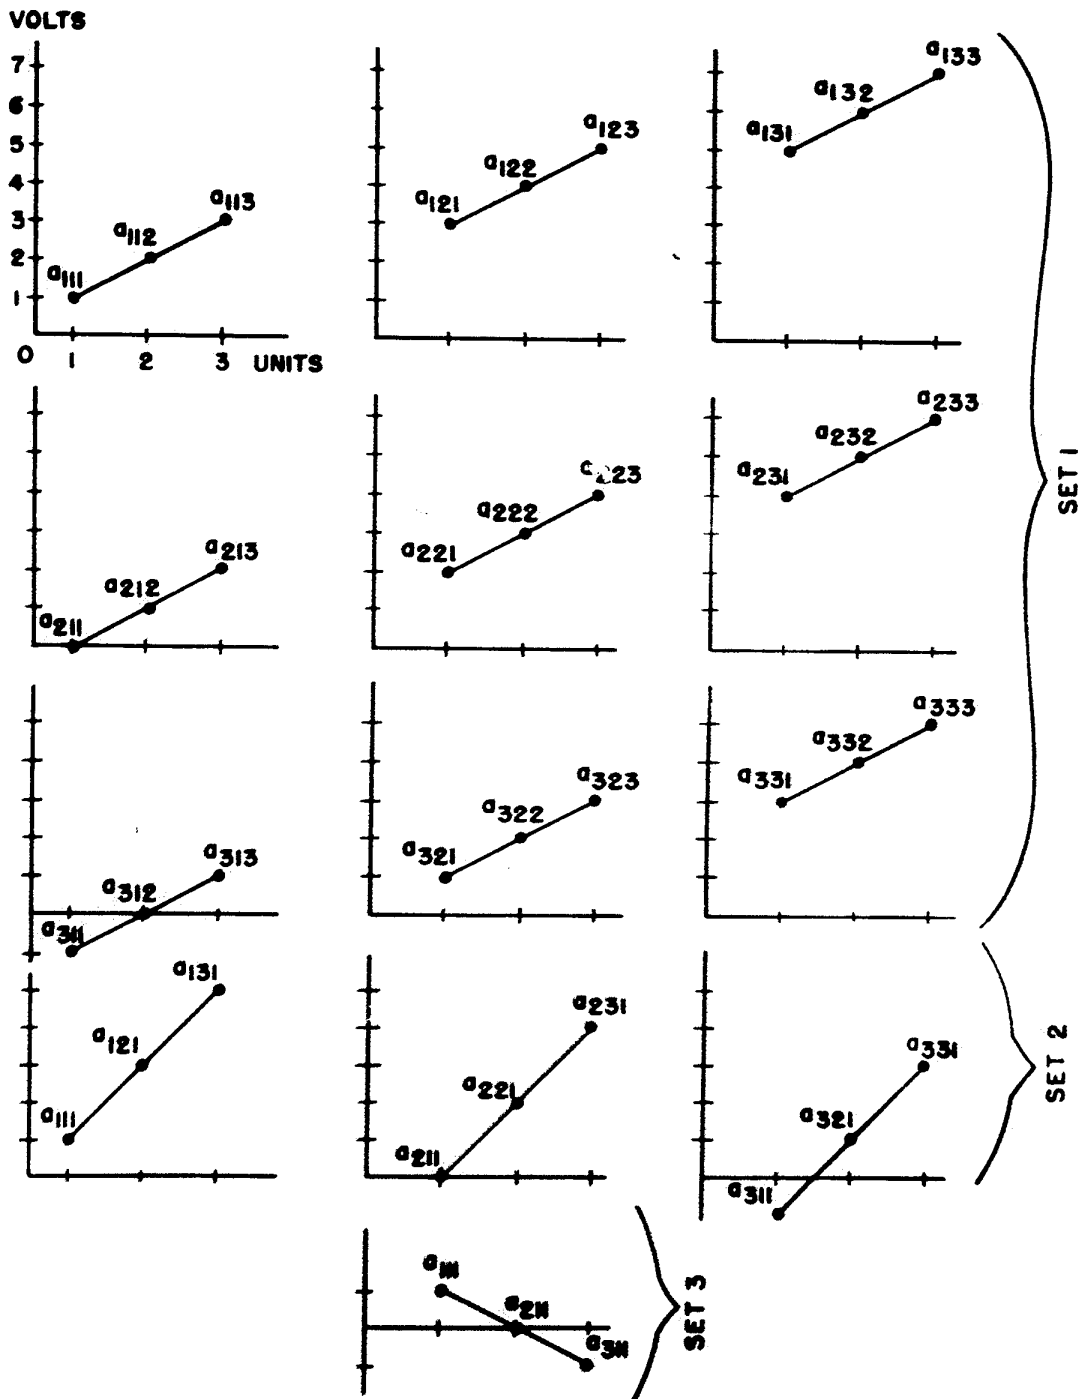 VOLTS
7
6
5
4
3
2
1
0 1 2 3 UNITS
a111 a112 a113
a121 a122 a123
a131 a132 a133
a211 a212 a213
a221 a222 a223
a231 a232 a233
a311 a312 a313
a321 a322 a323
a331 a332 a333
SET 1
a111 a121 a131
a211 a221 a231
a311 a321 a331
SET 2
a111 a211 a311
SET 3